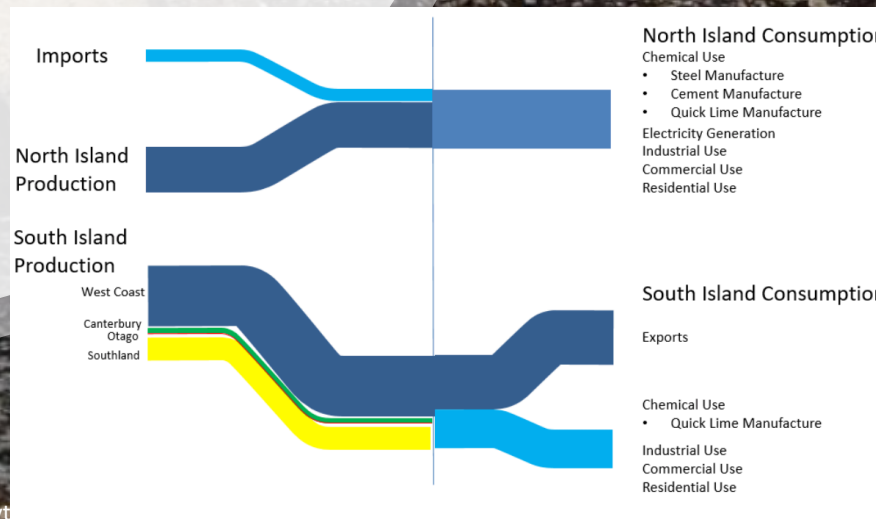 Imports
North Island
Production
South Island
Production
West Coast
Canterbury
Otago
Southland
North Island Consumption
Chemical Use
• Steel Manufacture
• Cement Manufacture
• Quick Lime Manufacture
Electricity Generation
Industrial Use
Commercial Use
Residential Use
South Island Consumption
Exports
Chemical Use
• Quick Lime Manufacture
Industrial Use
Commercial Use
Residential Use